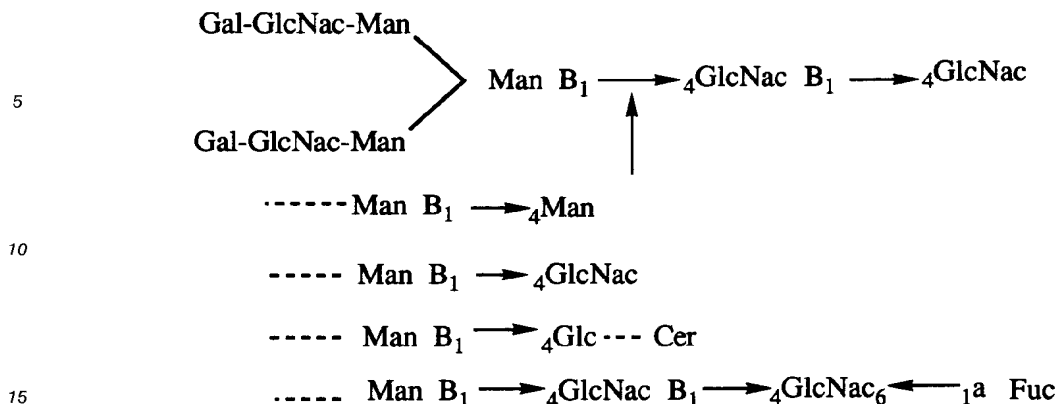 Gal-GlcNac-Man
Man B₁ → ₄GlcNac B₁ → ₄GlcNac
5
Gal-GlcNac-Man
----- Man B₁ → ₄Man
10
----- Man B₁ → ₄GlcNac
----- Man B₁ → ₄Glc --- Cer
15 ----- Man B₁ → ₄GlcNac B₁ → ₄GlcNac₆ ← ₁a Fuc